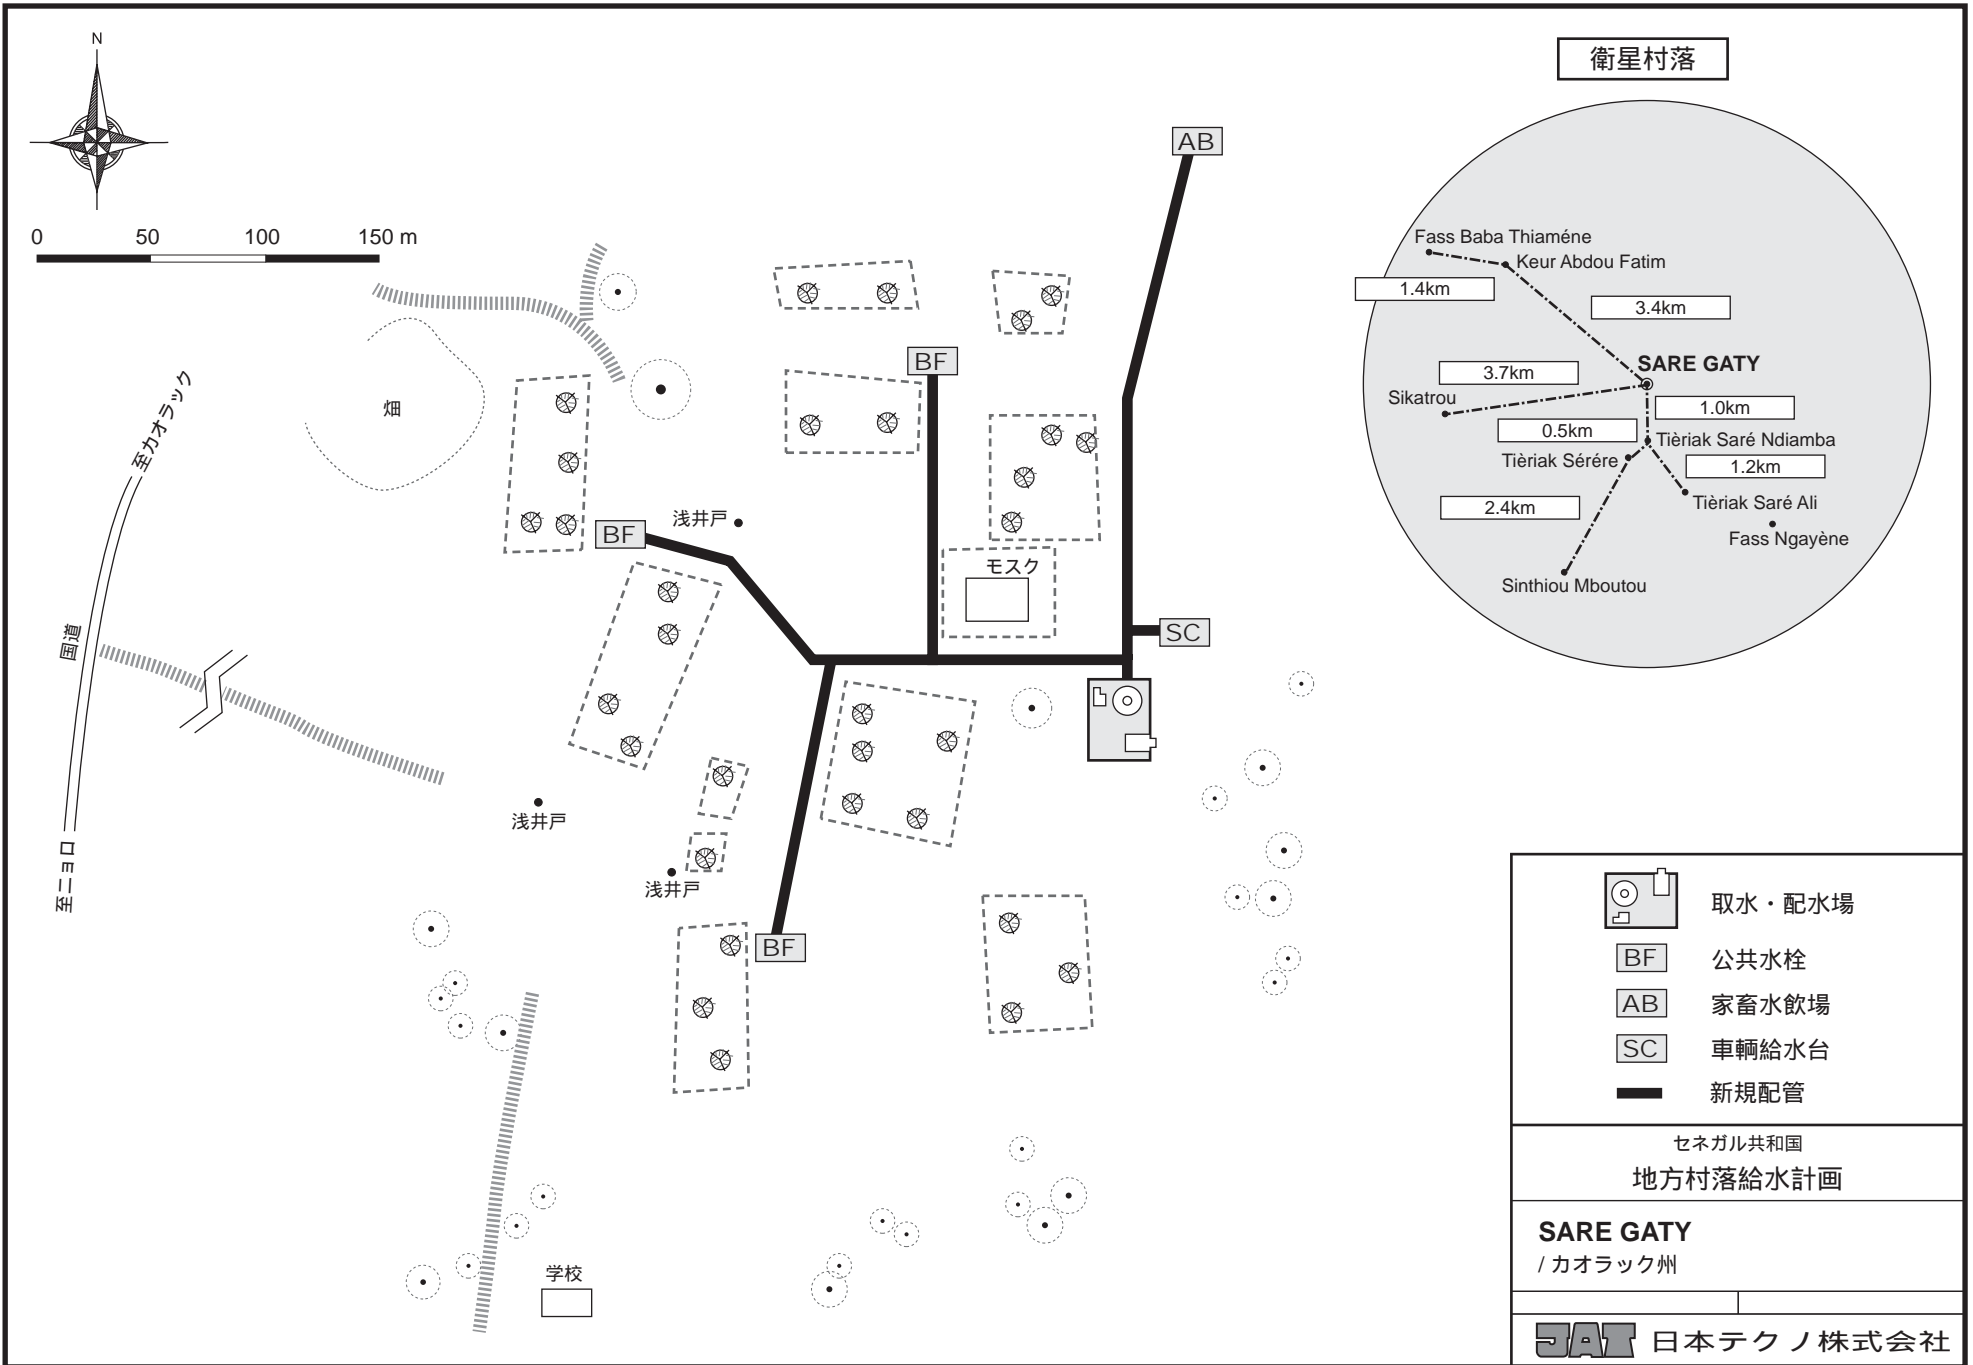 N
0 50 100 150 m
至カオラック
国道
至ニョロ
畑
浅井戸
浅井戸
浅井戸
モスク
学校
AB
BF
BF
SC
BF
衛星村落
Fass Baba Thiaméne
Keur Abdou Fatim
1.4km
3.4km
SARE GATY
3.7km
Sikatrou
1.0km
0.5km
Tièriak Saré Ndiamba
Tièriak Sérére
1.2km
2.4km
Tièriak Saré Ali
Fass Ngayène
Sinthiou Mboutou
取水・配水場
BF 公共水栓
AB 家畜水飲場
SC 車輌給水台
新規配管
セネガル共和国
地方村落給水計画
SARE GATY
/ カオラック州
JAT 日本テクノ株式会社